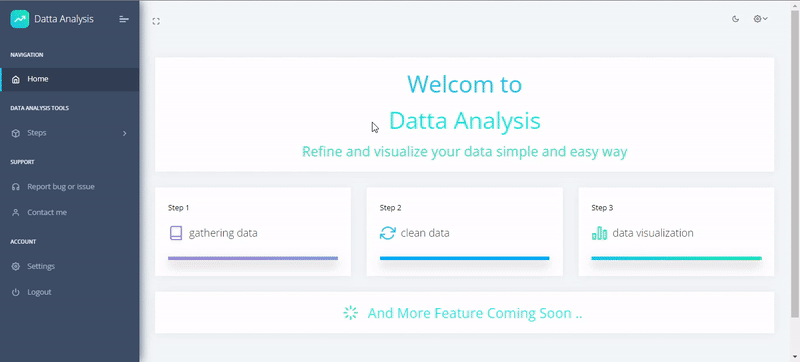 Datta Analysis
NAVIGATION
Home
DATA ANALYSIS TOOLS
Steps
SUPPORT
Report bug or issue
Contact me
ACCOUNT
Settings
Logout
Welcom to
Datta Analysis
Refine and visualize your data simple and easy way
Step 1
gathering data
Step 2
clean data
Step 3
data visualization
And More Feature Coming Soon ..